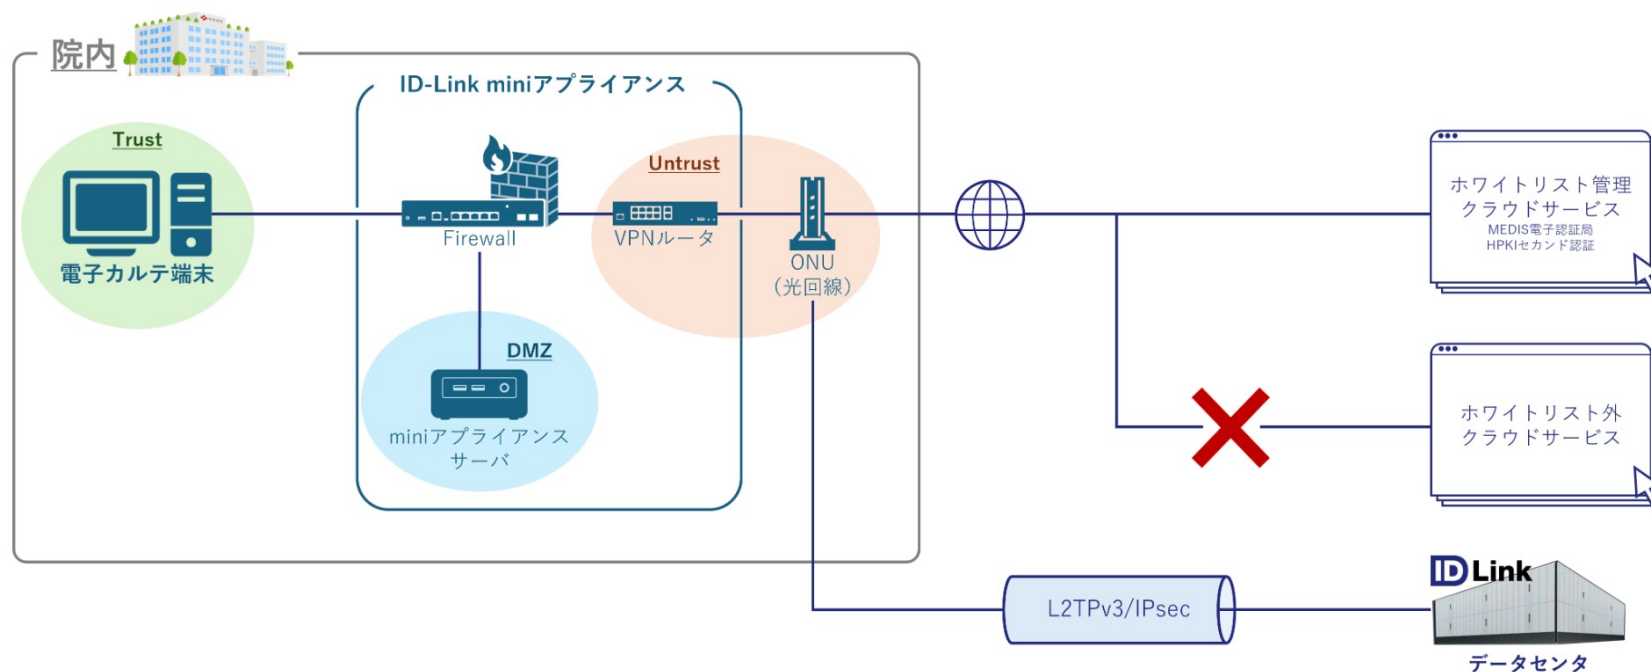 院内
ID-Link miniアプライアンス
Trust
電子カルテ端末
Firewall
Untrust
VPNルータ
ONU
（光回線）
DMZ
miniアプライアンス
サーバ
ホワイトリスト管理
クラウドサービス
MEDIS電子認証局
HPKIセカンド認証
ホワイトリスト外
クラウドサービス
L2TPv3/IPsec
ID Link
データセンタ